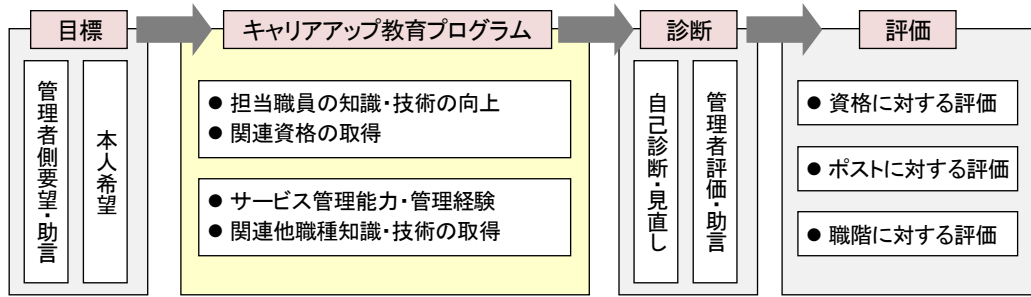 目標
管理者側要望・助言
本人希望
キャリアアップ教育プログラム
● 担当職員の知識・技術の向上
● 関連資格の取得
● サービス管理能力・管理経験
● 関連他職種知識・技術の取得
診断
自己診断・見直し
管理者評価・助言
評価
● 資格に対する評価
● ポストに対する評価
● 職階に対する評価